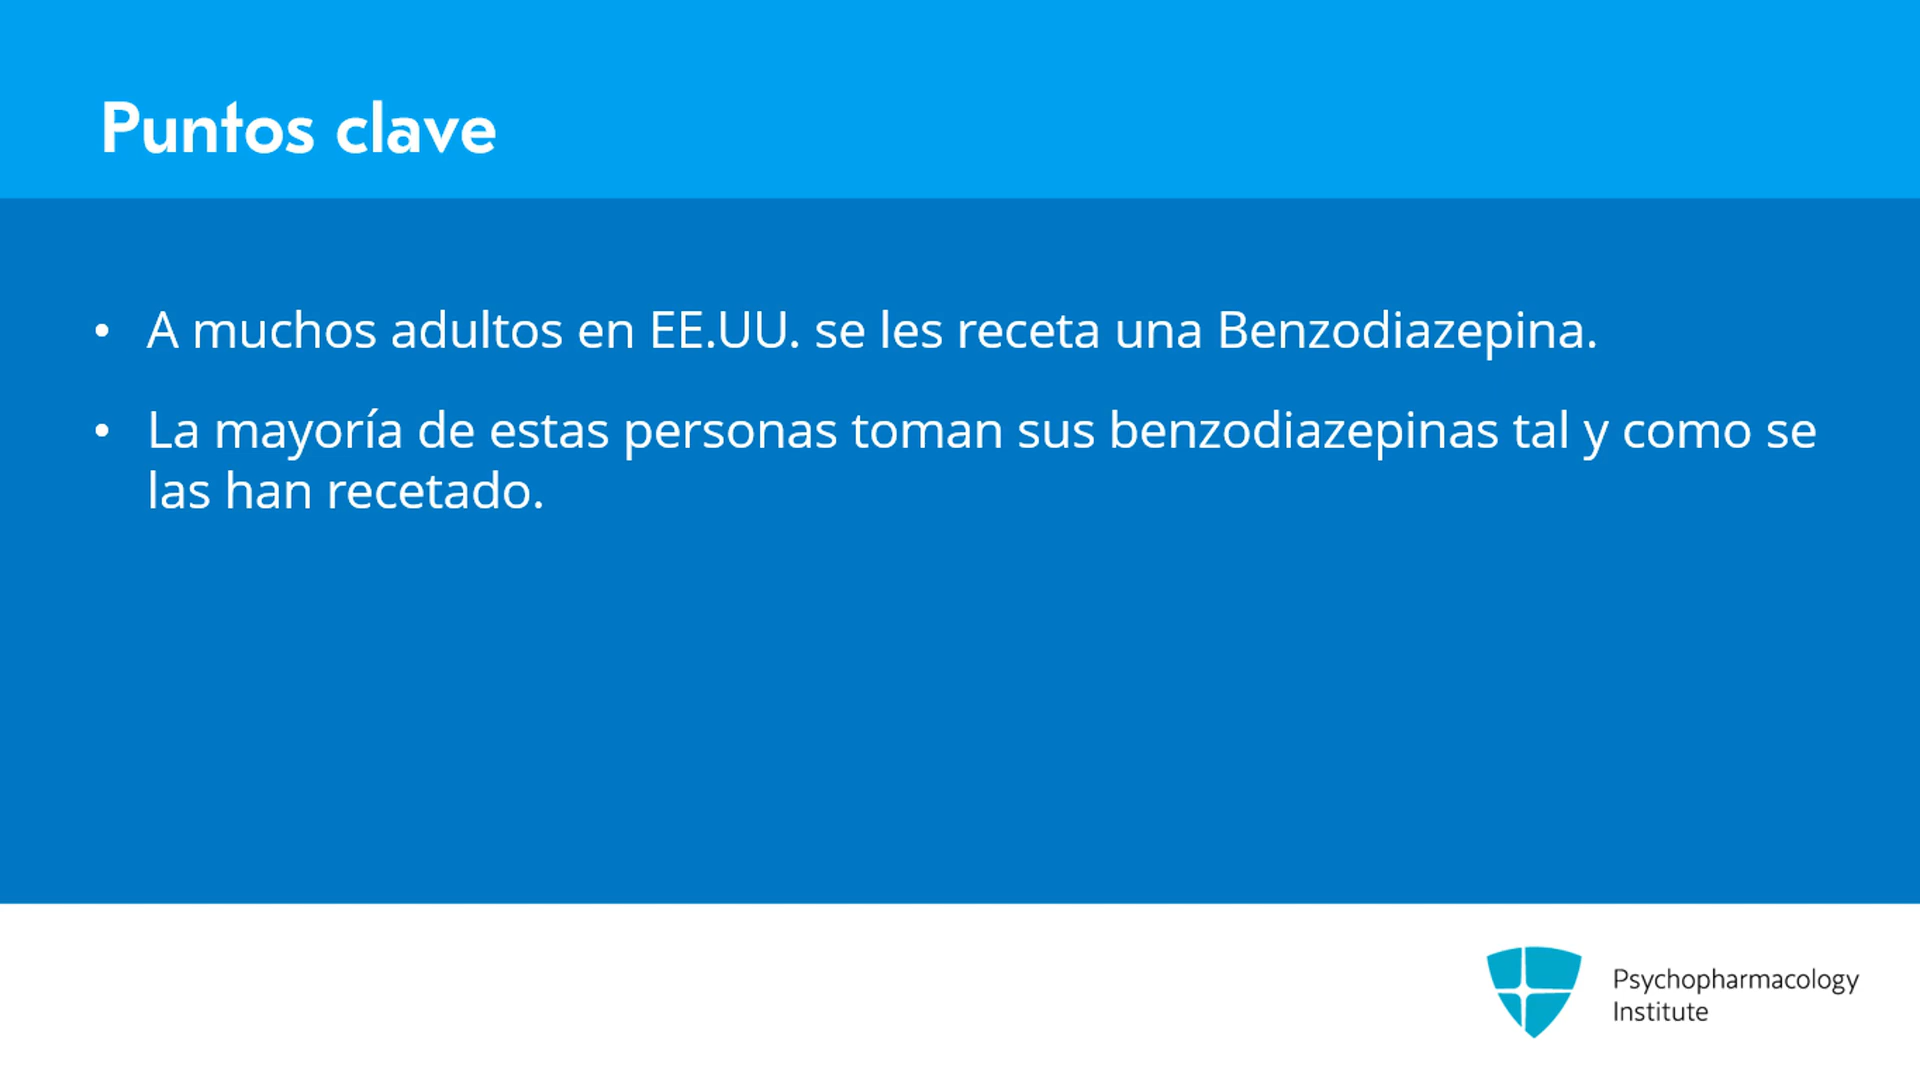 Puntos clave
• A muchos adultos en EE.UU. se les receta una Benzodiazepina.
• La mayoría de estas personas toman sus benzodiazepinas tal y como se
las han recetado.
Psychopharmacology
Institute